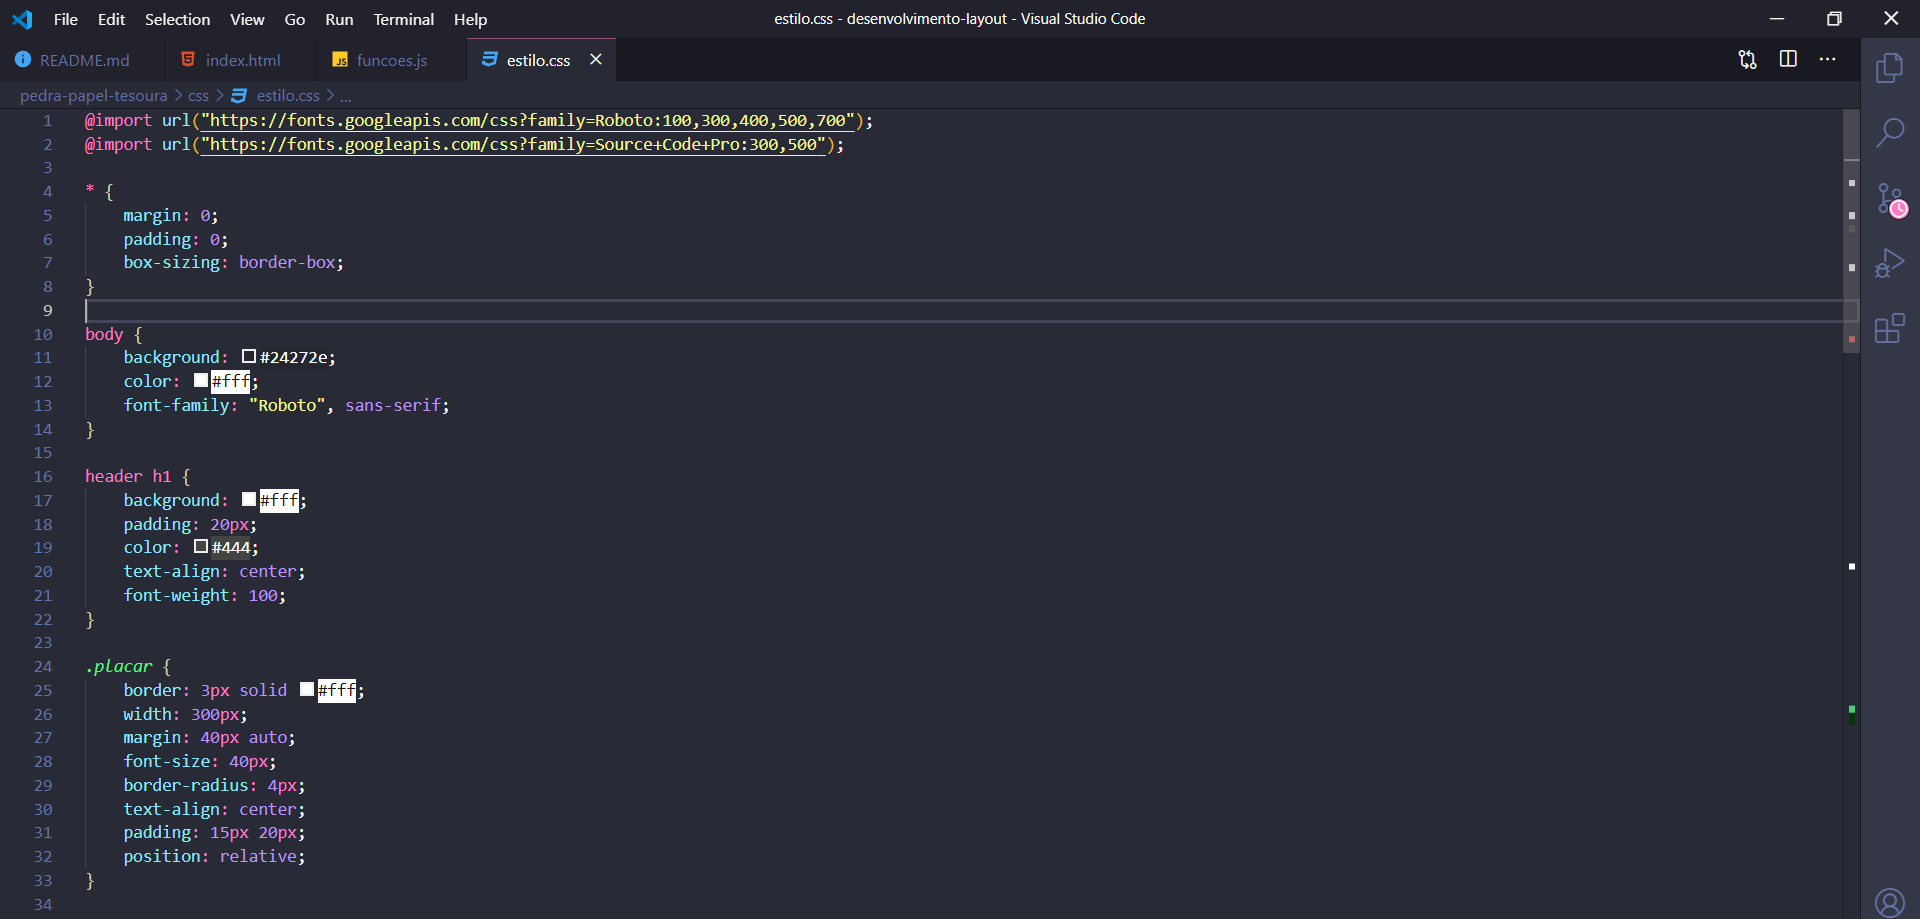 File Edit Selection View Go Run Terminal Help estilo.css - desenvolvimento-layout - Visual Studio Code
README.md index.html JS funcoes.js estilo.css
pedra-papel-tesoura > css > estilo.css > ...
1 @import url("https://fonts.googleapis.com/css?family=Roboto:100,300,400,500,700");
2 @import url("https://fonts.googleapis.com/css?family=Source+Code+Pro:300,500");
3
4 * {
5 margin: 0;
6 padding: 0;
7 box-sizing: border-box;
8 }
9
10 body {
11 background: #24272e;
12 color: #fff;
13 font-family: "Roboto", sans-serif;
14 }
15
16 header h1 {
17 background: #fff;
18 padding: 20px;
19 color: #444;
20 text-align: center;
21 font-weight: 100;
22 }
23
24 .placar {
25 border: 3px solid #fff;
26 width: 300px;
27 margin: 40px auto;
28 font-size: 40px;
29 border-radius: 4px;
30 text-align: center;
31 padding: 15px 20px;
32 position: relative;
33 }
34